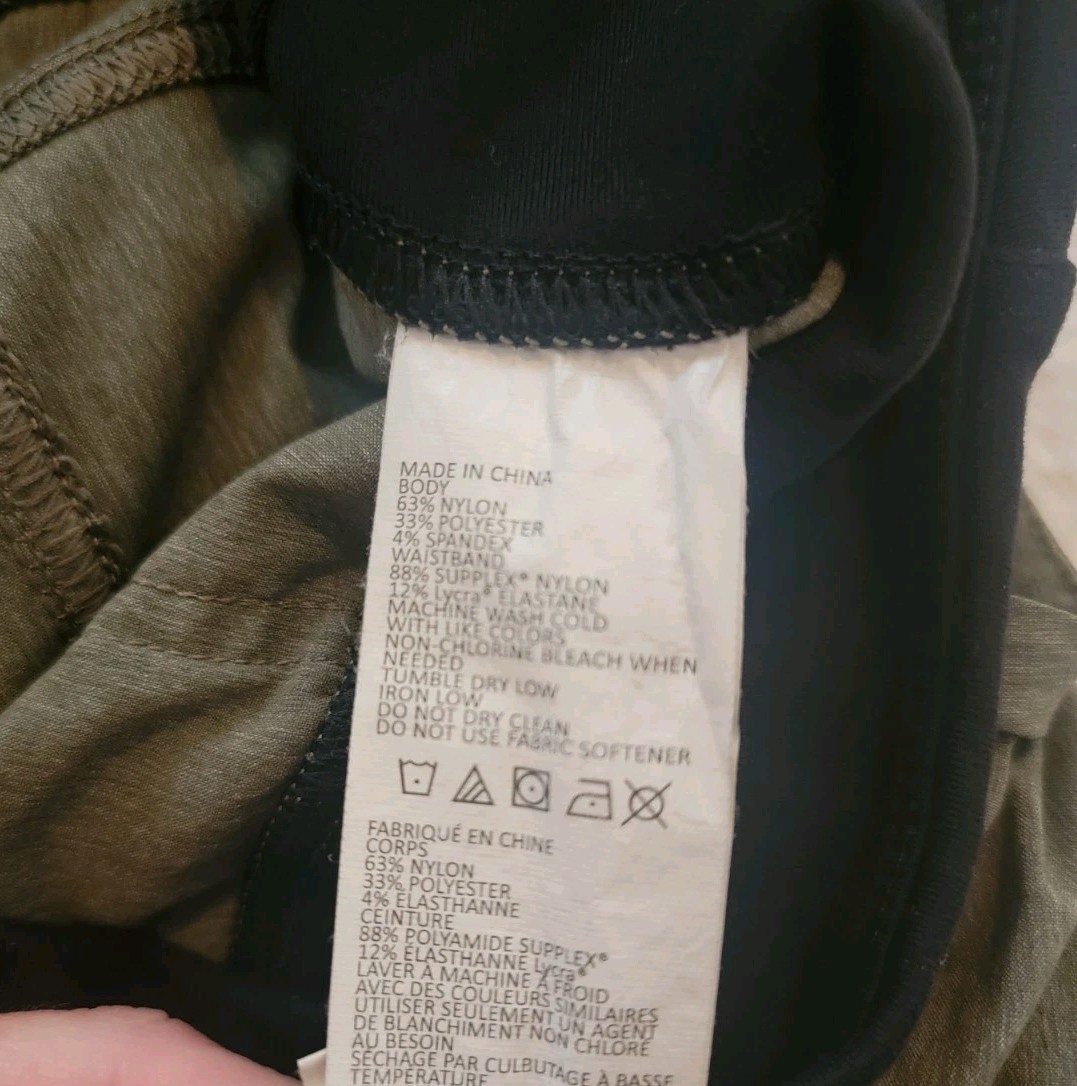 MADE IN CHINA
BODY
63% NYLON
33% POLYESTER
4% SPANDEX
WAISTBAND
88% SUPPLEX® NYLON
12% Lycra® ELASTANE
MACHINE WASH COLD
WITH LIKE COLORS
NON-CHLORINE BLEACH WHEN
NEEDED
TUMBLE DRY LOW
IRON LOW
DO NOT DRY CLEAN
DO NOT USE FABRIC SOFTENER
FABRIQUÉ EN CHINE
CORPS
63% NYLON
33% POLYESTER
4% ÉLASTHANNE
CEINTURE
88% POLYAMIDE SUPPLEX®
12% ÉLASTHANNE Lycra®
LAVER À MACHINE À FROID
AVEC DES COULEURS SIMILAIRES
UTILISER SEULEMENT UN AGENT
DE BLANCHIMENT NON CHLORÉ
AU BESOIN
SÉCHAGE PAR CULBUTAGE À BASSE
TEMPÉRATURE